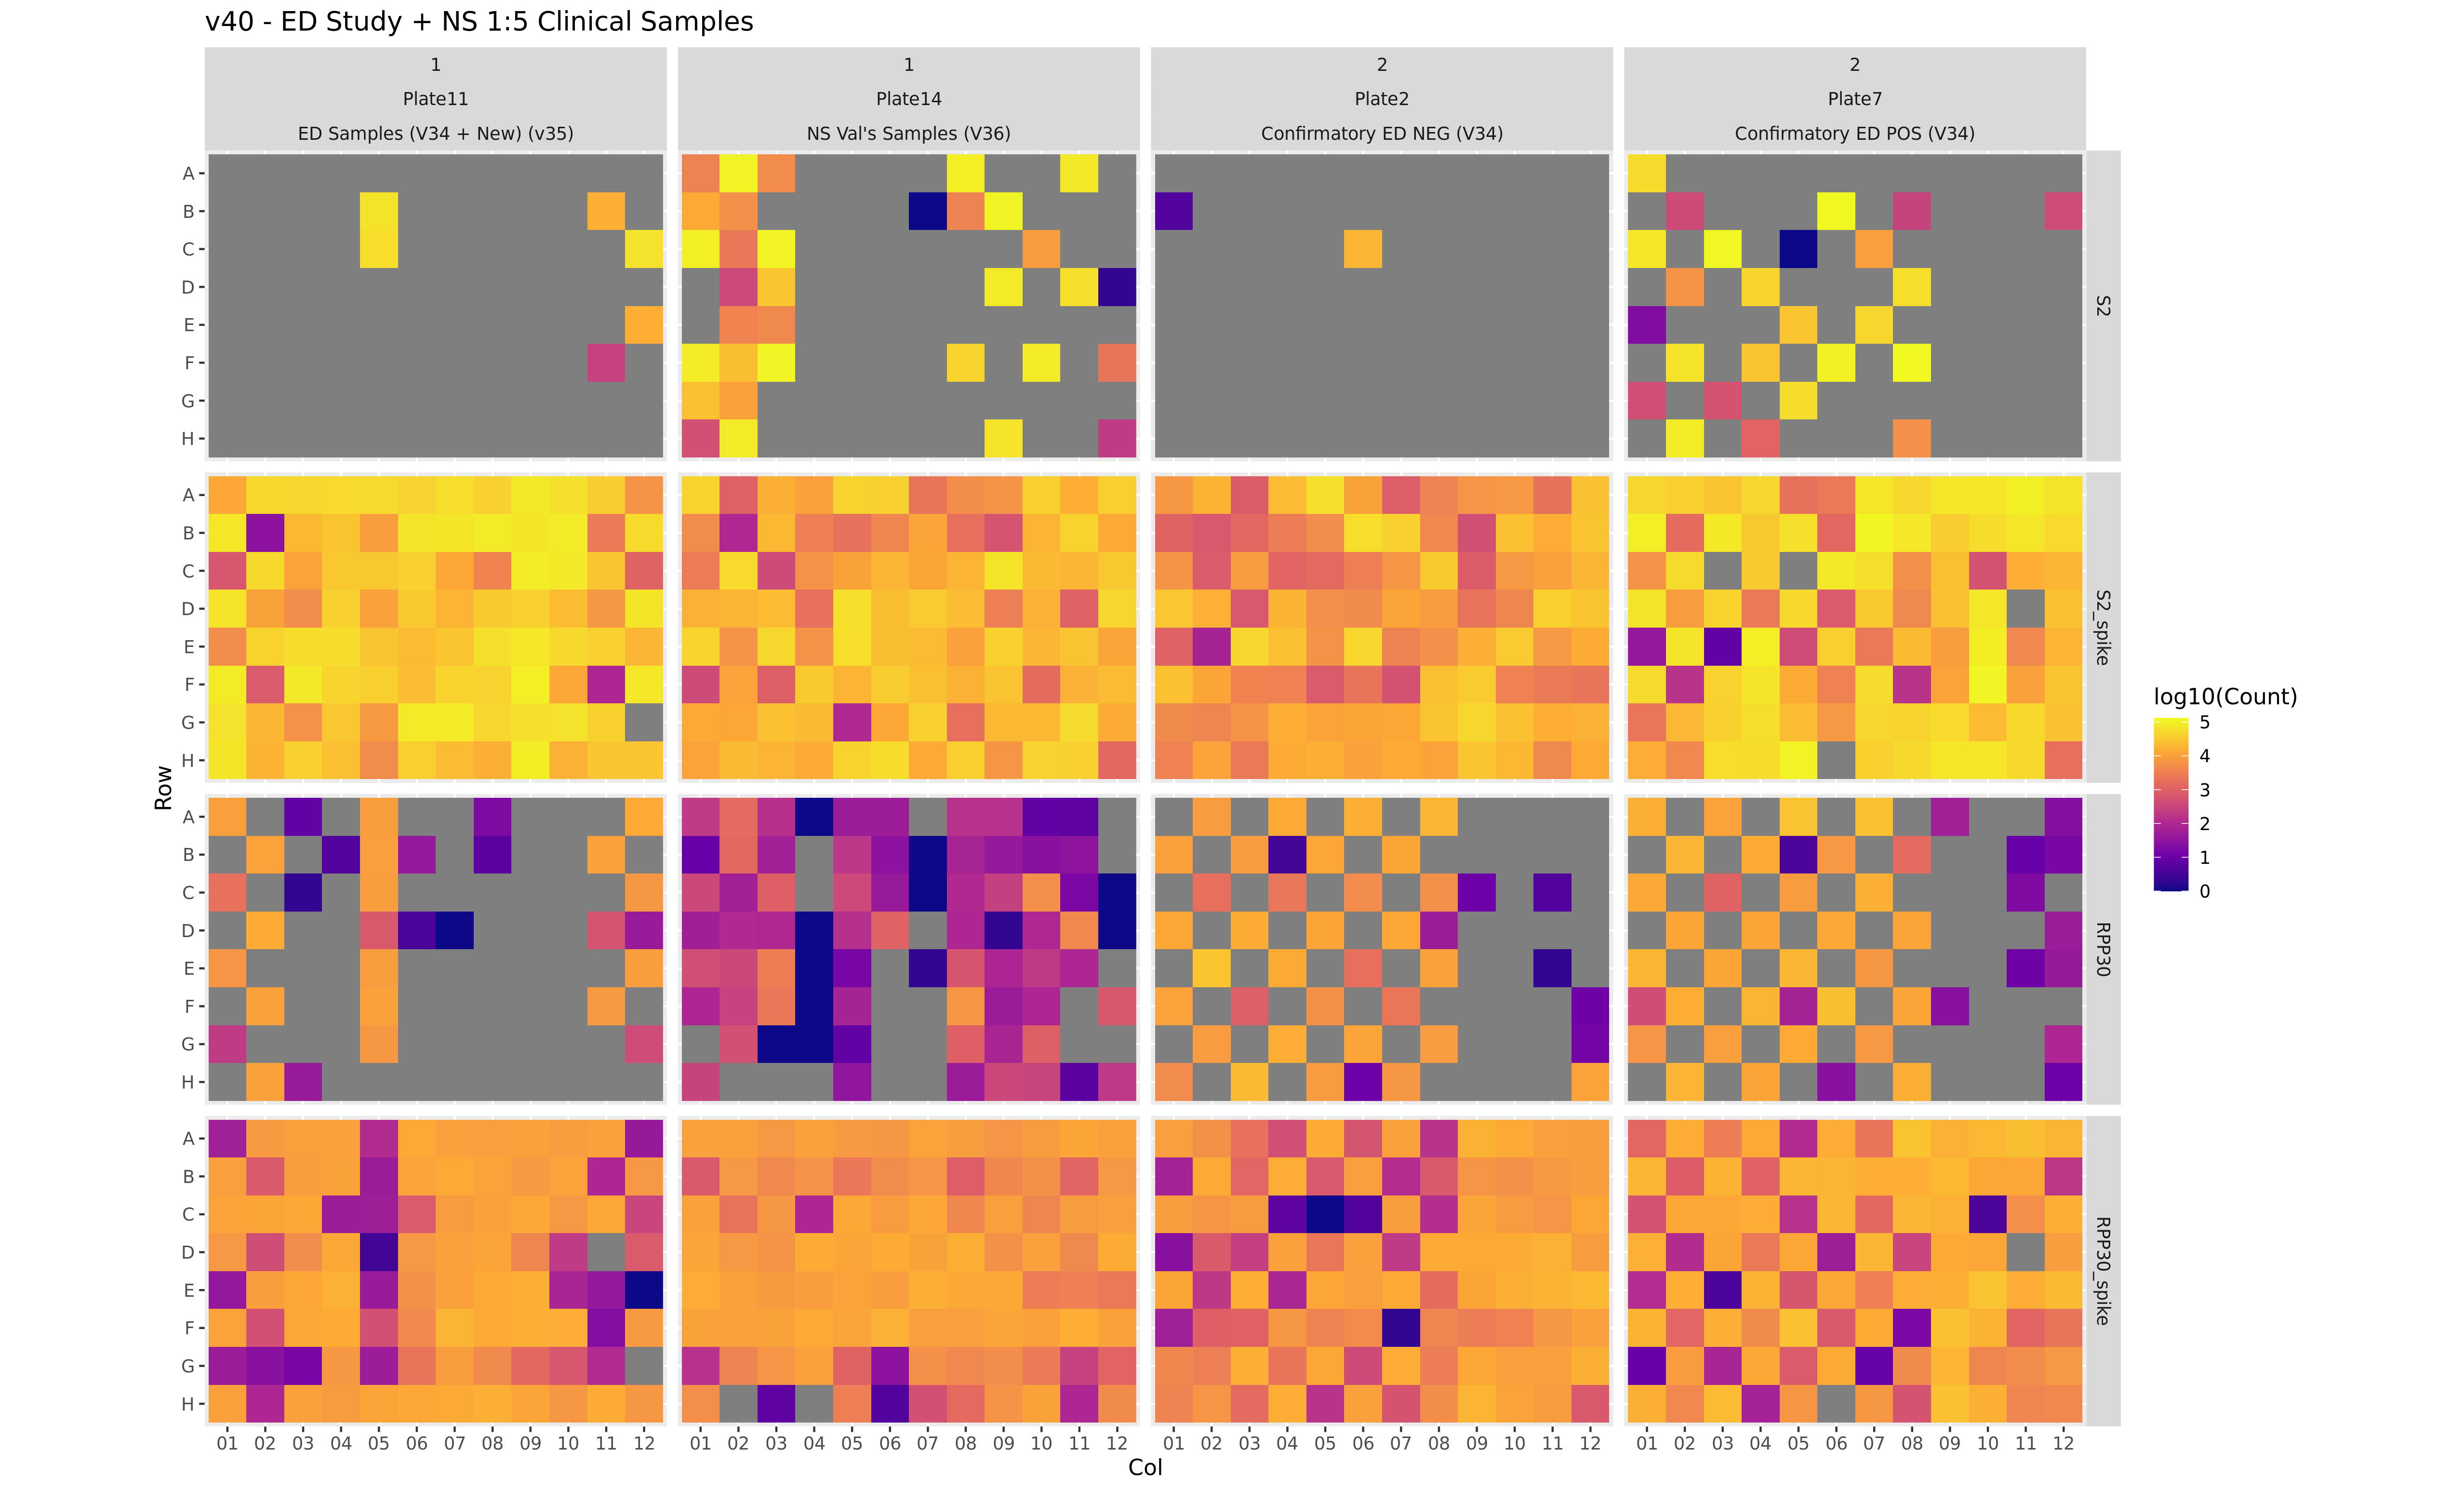 v40 - ED Study + NS 1:5 Clinical Samples
1 1 2 2
Plate11 Plate14 Plate2 Plate7
ED Samples (V34 + New) (v35) NS Val's Samples (V36) Confirmatory ED NEG (V34) Confirmatory ED POS (V34)
A
B
C
D
E
F
G
H
S2
A
B
C
D
E
F
G
H
S2_spike
A
B
C
D
E
F
G
H
RPP30
A
B
C
D
E
F
G
H
RPP30_spike
Row
01 02 03 04 05 06 07 08 09 10 11 12 01 02 03 04 05 06 07 08 09 10 11 12 01 02 03 04 05 06 07 08 09 10 11 12 01 02 03 04 05 06 07 08 09 10 11 12
Col
log10(Count)
5
4
3
2
1
0